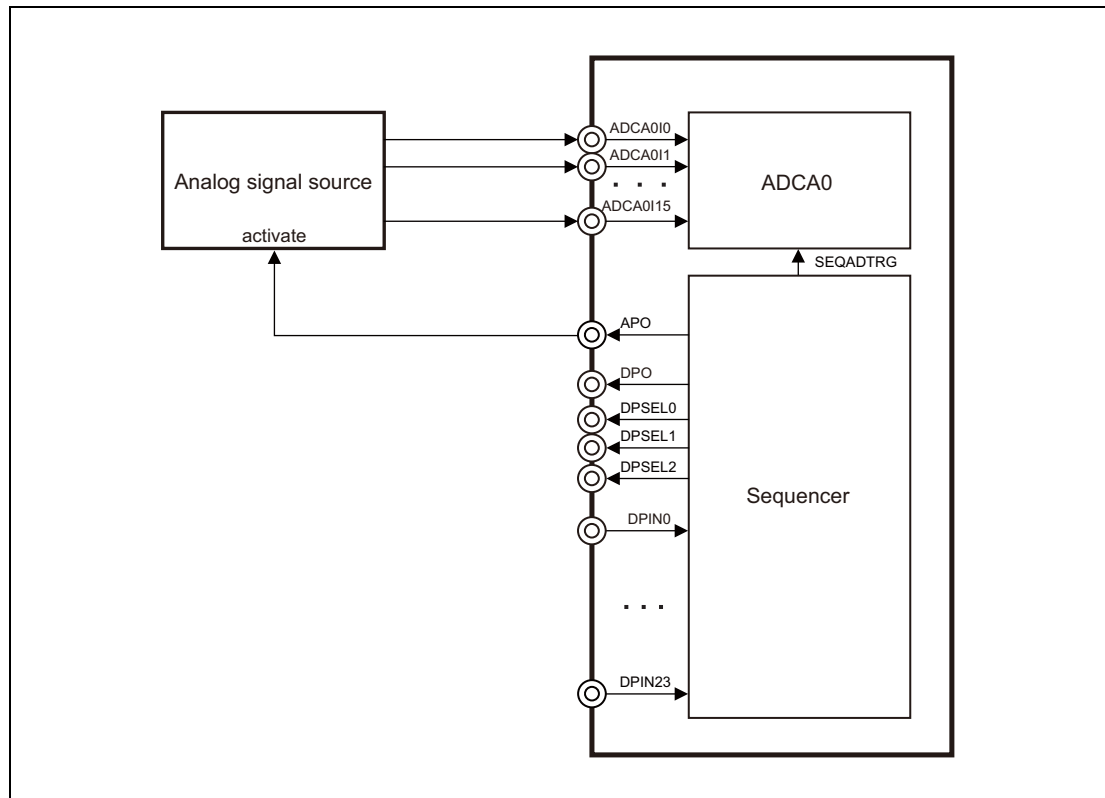 ADCA0I0
ADCA0I1
. . .
ADCA0I15
Analog signal source
activate
ADCA0
SEQADTRG
APO
DPO
DPSEL0
DPSEL1
DPSEL2
Sequencer
DPIN0
. . .
DPIN23